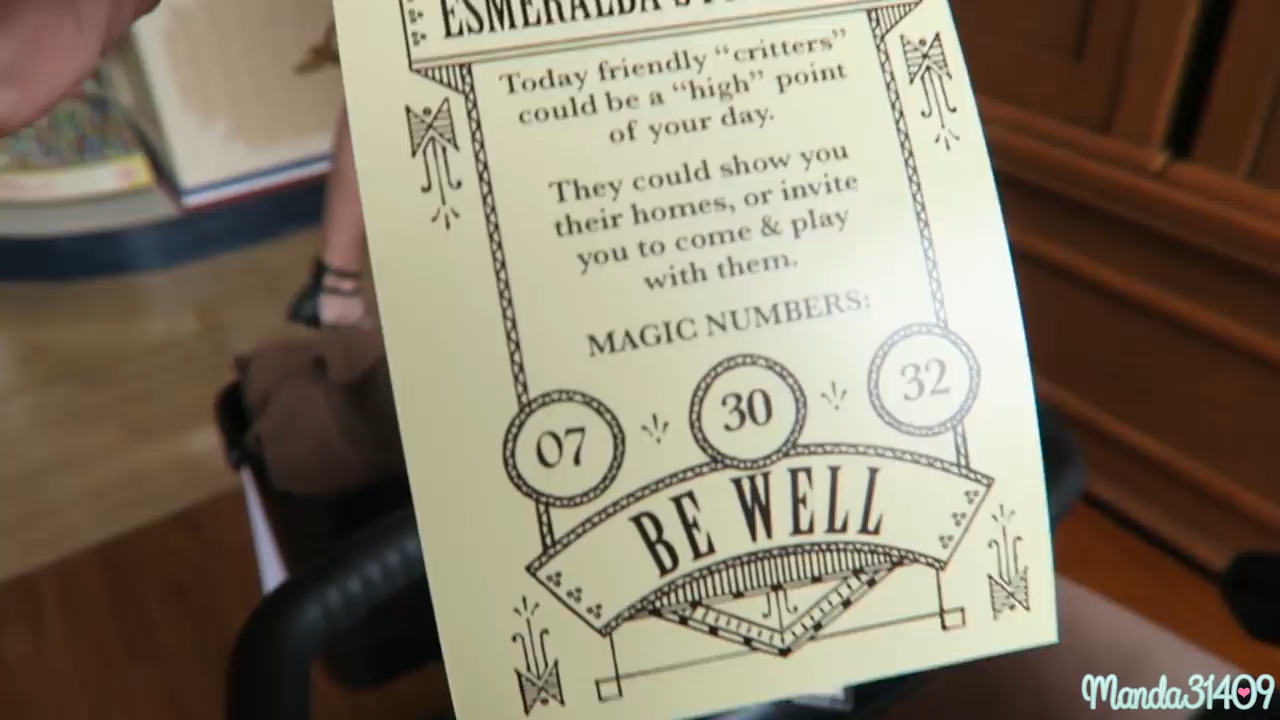 ESMERALDA'S
Today friendly "critters"
could be a "high" point
of your day.
They could show you
their homes, or invite
you to come & play
with them.
MAGIC NUMBERS:
07 30 32
BE WELL
Manda31409